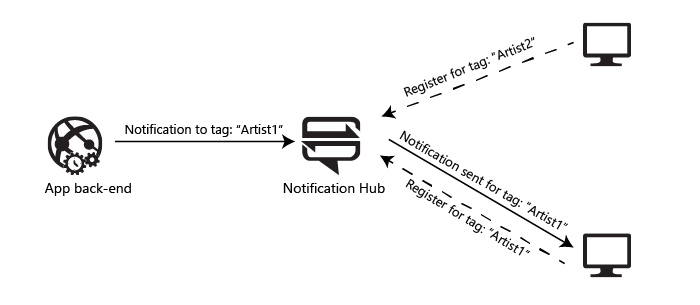 Register for tag: “Artist2”
Notification to tag: “Artist1”
App back-end
Notification Hub
Notification sent for tag: “Artist1”
Register for tag: “Artist1”